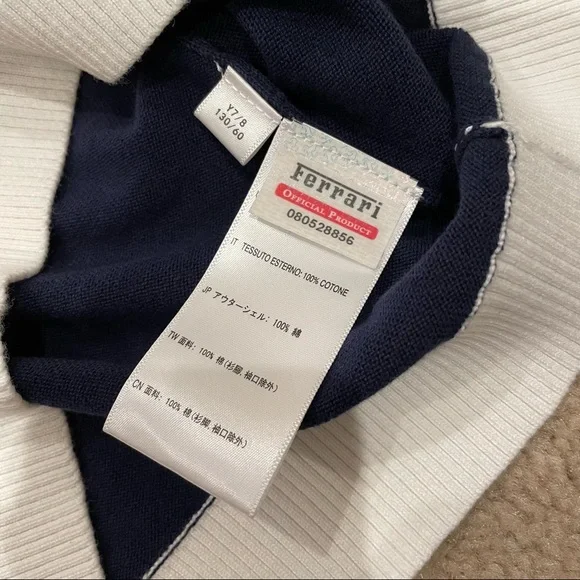 Y7/8
130/60
Ferrari
OFFICIAL PRODUCT
080528856
IT TESSUTO ESTERNO: 100% COTONE
JP アウターシェル: 100% 綿
TW 面料: 100% 棉(杉腳,袖口除外)
CN 面料: 100% 棉(衫脚,袖口除外)